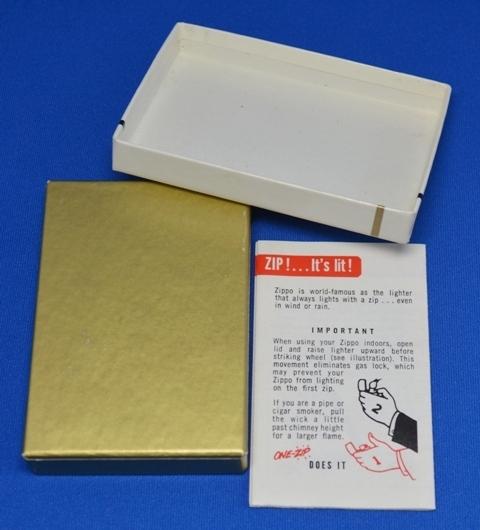 ZIP!...It's lit!
Zippo is world-famous as the lighter
that always lights with a zip . . . even
in wind or rain.
IMPORTANT
When using your Zippo indoors, open
lid and raise lighter upward before
striking wheel (see illustration). This
movement eliminates gas lock, which
may prevent your
Zippo from lighting
on the first zip.
If you are a pipe or
cigar smoker, pull
the wick a little
past chimney height
for a larger flame.
2
ONE-ZIP
1
DOES IT